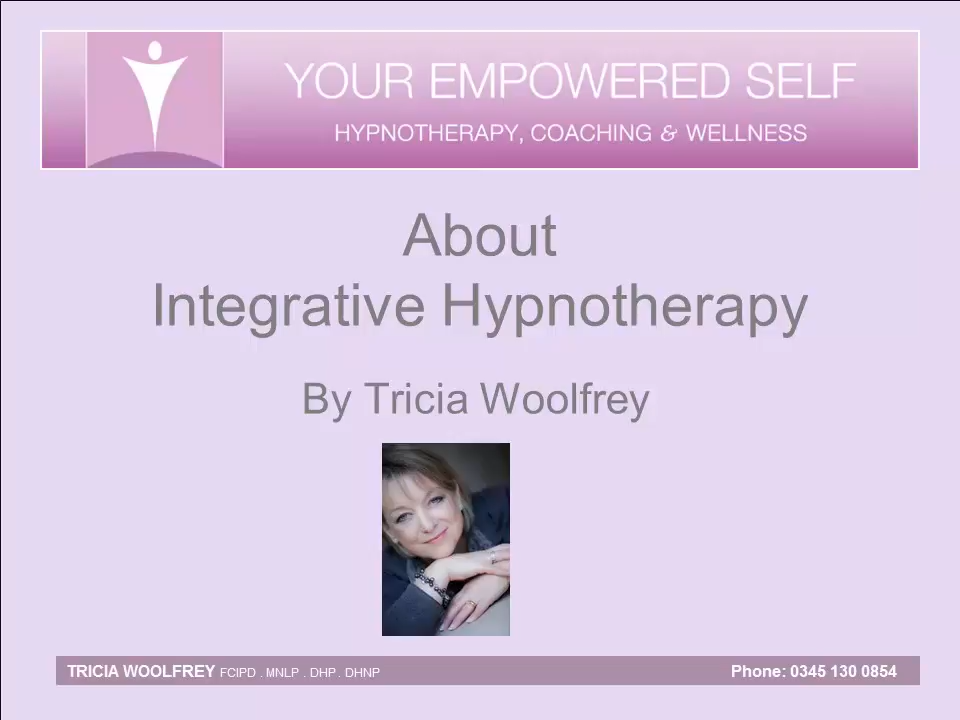 YOUR EMPOWERED SELF
HYPNOTHERAPY, COACHING & WELLNESS
About
Integrative Hypnotherapy
By Tricia Woolfrey
TRICIA WOOLFREY FCIPD . MNLP . DHP . DHNP
Phone: 0345 130 0854